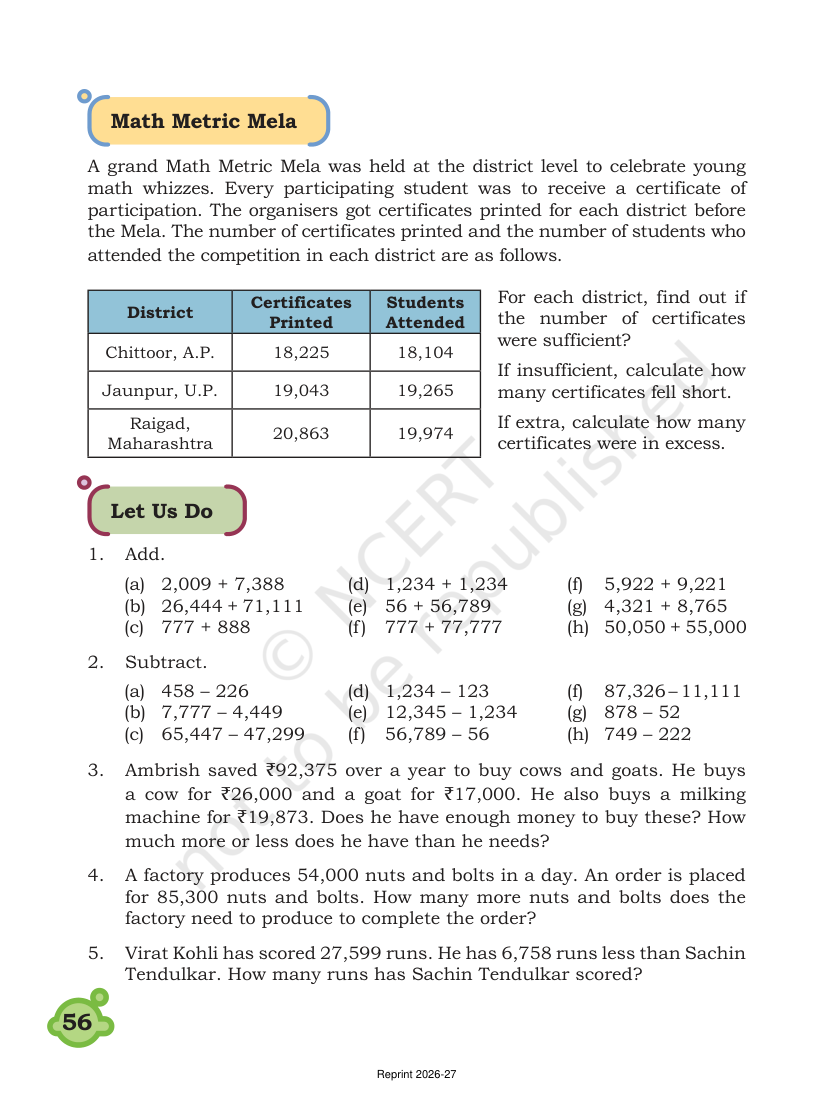 Math Metric Mela
A grand Math Metric Mela was held at the district level to celebrate young
math whizzes. Every participating student was to receive a certificate of
participation. The organisers got certificates printed for each district before
the Mela. The number of certificates printed and the number of students who
attended the competition in each district are as follows.
District Certificates Printed Students Attended
Chittoor, A.P. 18,225 18,104
Jaunpur, U.P. 19,043 19,265
Raigad, Maharashtra 20,863 19,974
For each district, find out if
the number of certificates
were sufficient?
If insufficient, calculate how
many certificates fell short.
If extra, calculate how many
certificates were in excess.
Let Us Do
1. Add.
(a) 2,009 + 7,388 (d) 1,234 + 1,234 (f) 5,922 + 9,221
(b) 26,444 + 71,111 (e) 56 + 56,789 (g) 4,321 + 8,765
(c) 777 + 888 (f) 777 + 77,777 (h) 50,050 + 55,000
2. Subtract.
(a) 458 – 226 (d) 1,234 – 123 (f) 87,326 – 11,111
(b) 7,777 – 4,449 (e) 12,345 – 1,234 (g) 878 – 52
(c) 65,447 – 47,299 (f) 56,789 – 56 (h) 749 – 222
3. Ambrish saved ₹92,375 over a year to buy cows and goats. He buys
a cow for ₹26,000 and a goat for ₹17,000. He also buys a milking
machine for ₹19,873. Does he have enough money to buy these? How
much more or less does he have than he needs?
4. A factory produces 54,000 nuts and bolts in a day. An order is placed
for 85,300 nuts and bolts. How many more nuts and bolts does the
factory need to produce to complete the order?
5. Virat Kohli has scored 27,599 runs. He has 6,758 runs less than Sachin
Tendulkar. How many runs has Sachin Tendulkar scored?
56
Reprint 2026-27
© NCERT
not to be republished